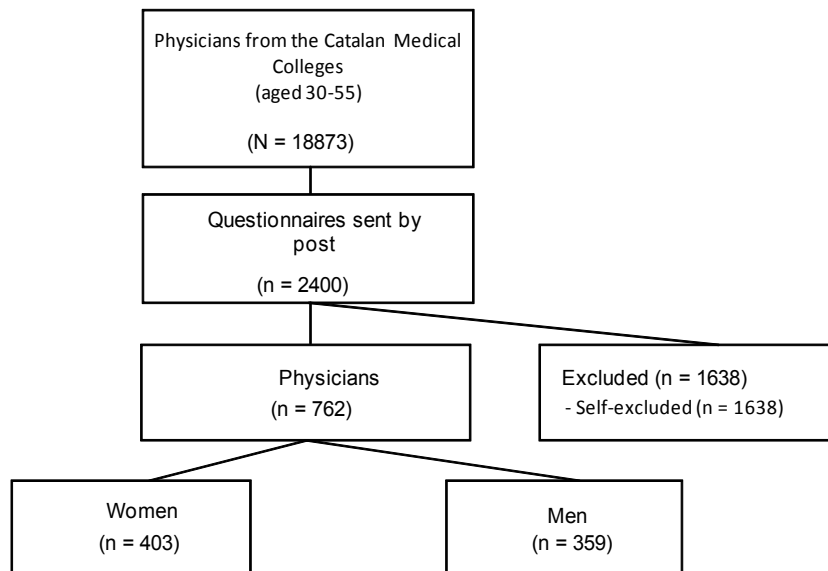 Physicians from the Catalan Medical
Colleges
(aged 30-55)
(N = 18873)
Questionnaires sent by
post
(n = 2400)
Physicians
(n = 762)
Excluded (n = 1638)
- Self-excluded (n = 1638)
Women
(n = 403)
Men
(n = 359)